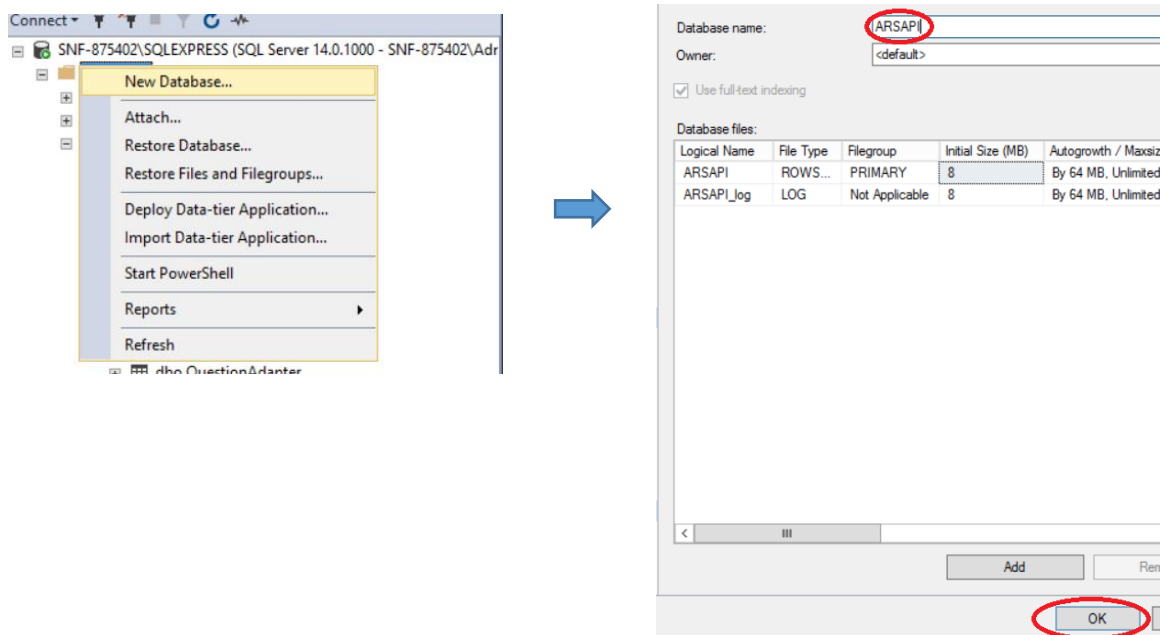 Connect
SNF-875402\SQLEXPRESS (SQL Server 14.0.1000 - SNF-875402\Adr
New Database...
Attach...
Restore Database...
Restore Files and Filegroups...
Deploy Data-tier Application...
Import Data-tier Application...
Start PowerShell
Reports
Refresh
dbo.QuestionAdapter
Database name: ARSAPI
Owner: <default>
Use full-text indexing
Database files:
Logical Name File Type Filegroup Initial Size (MB) Autogrowth / Maxsiz
ARSAPI ROWS... PRIMARY 8 By 64 MB, Unlimited
ARSAPI_log LOG Not Applicable 8 By 64 MB, Unlimited
Add Rem
OK